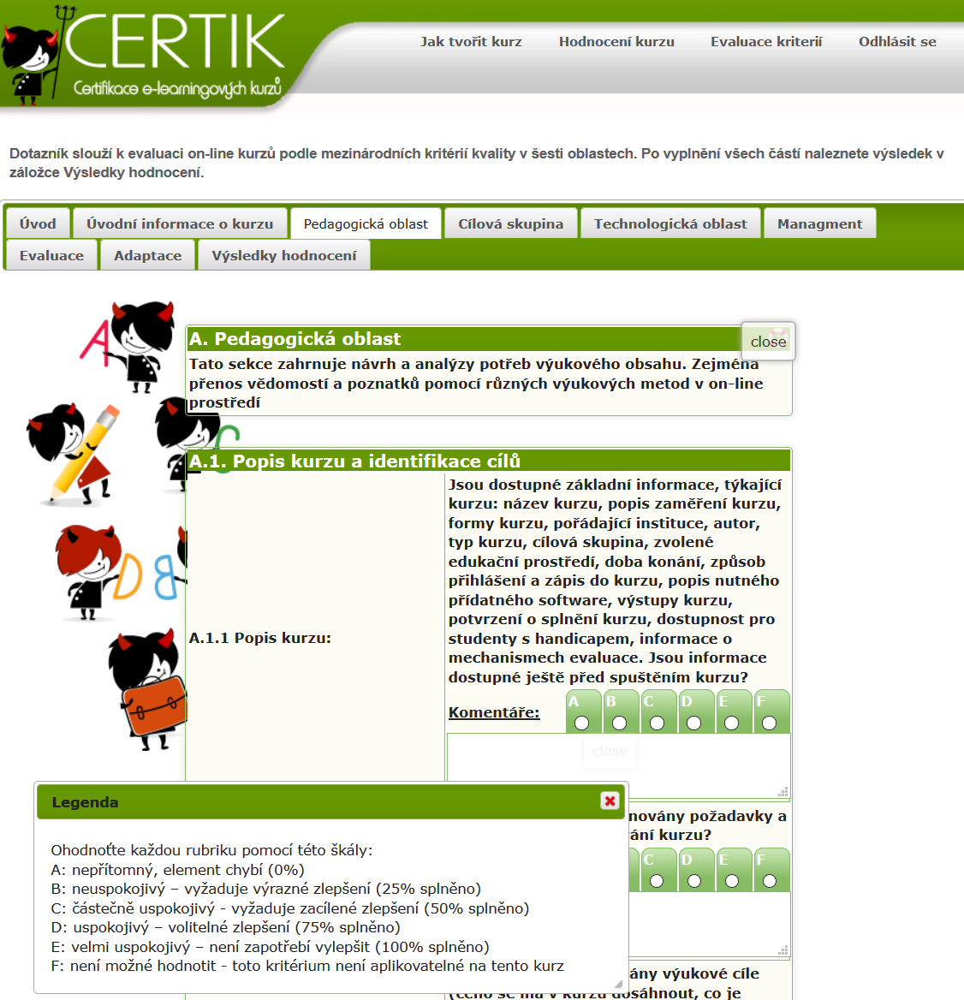 CERTIK
Certifikace e-learningových kurzů
Jak tvořit kurz
Hodnocení kurzu
Evaluace kriterií
Odhlásit se
Dotazník slouží k evaluaci on-line kurzů podle mezinárodních kritérií kvality v šesti oblastech. Po vyplnění všech částí naleznete výsledek v
záložce Výsledky hodnocení.
Úvod
Úvodní informace o kurzu
Pedagogická oblast
Cílová skupina
Technologická oblast
Managment
Evaluace
Adaptace
Výsledky hodnocení
A
A. Pedagogická oblast
close
Tato sekce zahrnuje návrh a analýzy potřeb výukového obsahu. Zejména
přenos vědomostí a poznatků pomocí různých výukových metod v on-line
prostředí
A.1. Popis kurzu a identifikace cílů
A.1.1 Popis kurzu:
Jsou dostupné základní informace, týkající
kurzu: název kurzu, popis zaměření kurzu,
formy kurzu, pořádající instituce, autor,
typ kurzu, cílová skupina, zvolené
edukační prostředí, doba konání, způsob
přihlášení a zápis do kurzu, popis nutného
přídatného software, výstupy kurzu,
potvrzení o splnění kurzu, dostupnost pro
studenty s handicapem, informace o
mechanismech evaluace. Jsou informace
dostupné ještě před spuštěním kurzu?
D B
Komentáře:
A B C D E F
close
novány požadavky a
ání kurzu?
C D E F
ány výukové cíle
(čeho se má v kurzu dosáhnout, co je
Legenda
Ohodnoťte každou rubriku pomocí této škály:
A: nepřítomný, element chybí (0%)
B: neuspokojivý – vyžaduje výrazné zlepšení (25% splněno)
C: částečně uspokojivý - vyžaduje zacílené zlepšení (50% splněno)
D: uspokojivý – volitelné zlepšení (75% splněno)
E: velmi uspokojivý – není zapotřebí vylepšit (100% splněno)
F: není možné hodnotit - toto kritérium není aplikovatelné na tento kurz